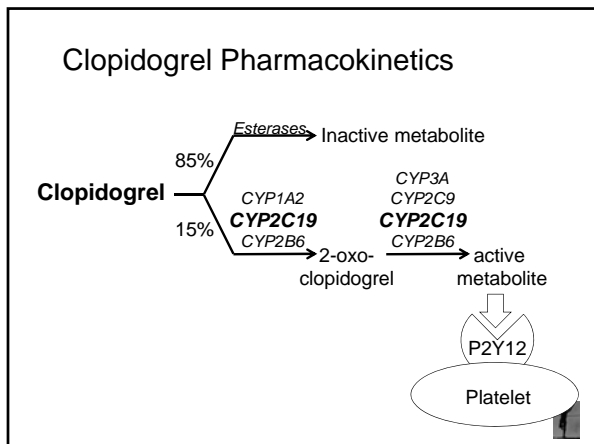 Clopidogrel Pharmacokinetics
Esterases
Inactive metabolite
85%
Clopidogrel
15%
CYP1A2
CYP2C19
CYP2B6
CYP3A
CYP2C9
CYP2C19
CYP2B6
2-oxo-
clopidogrel
active
metabolite
P2Y12
Platelet